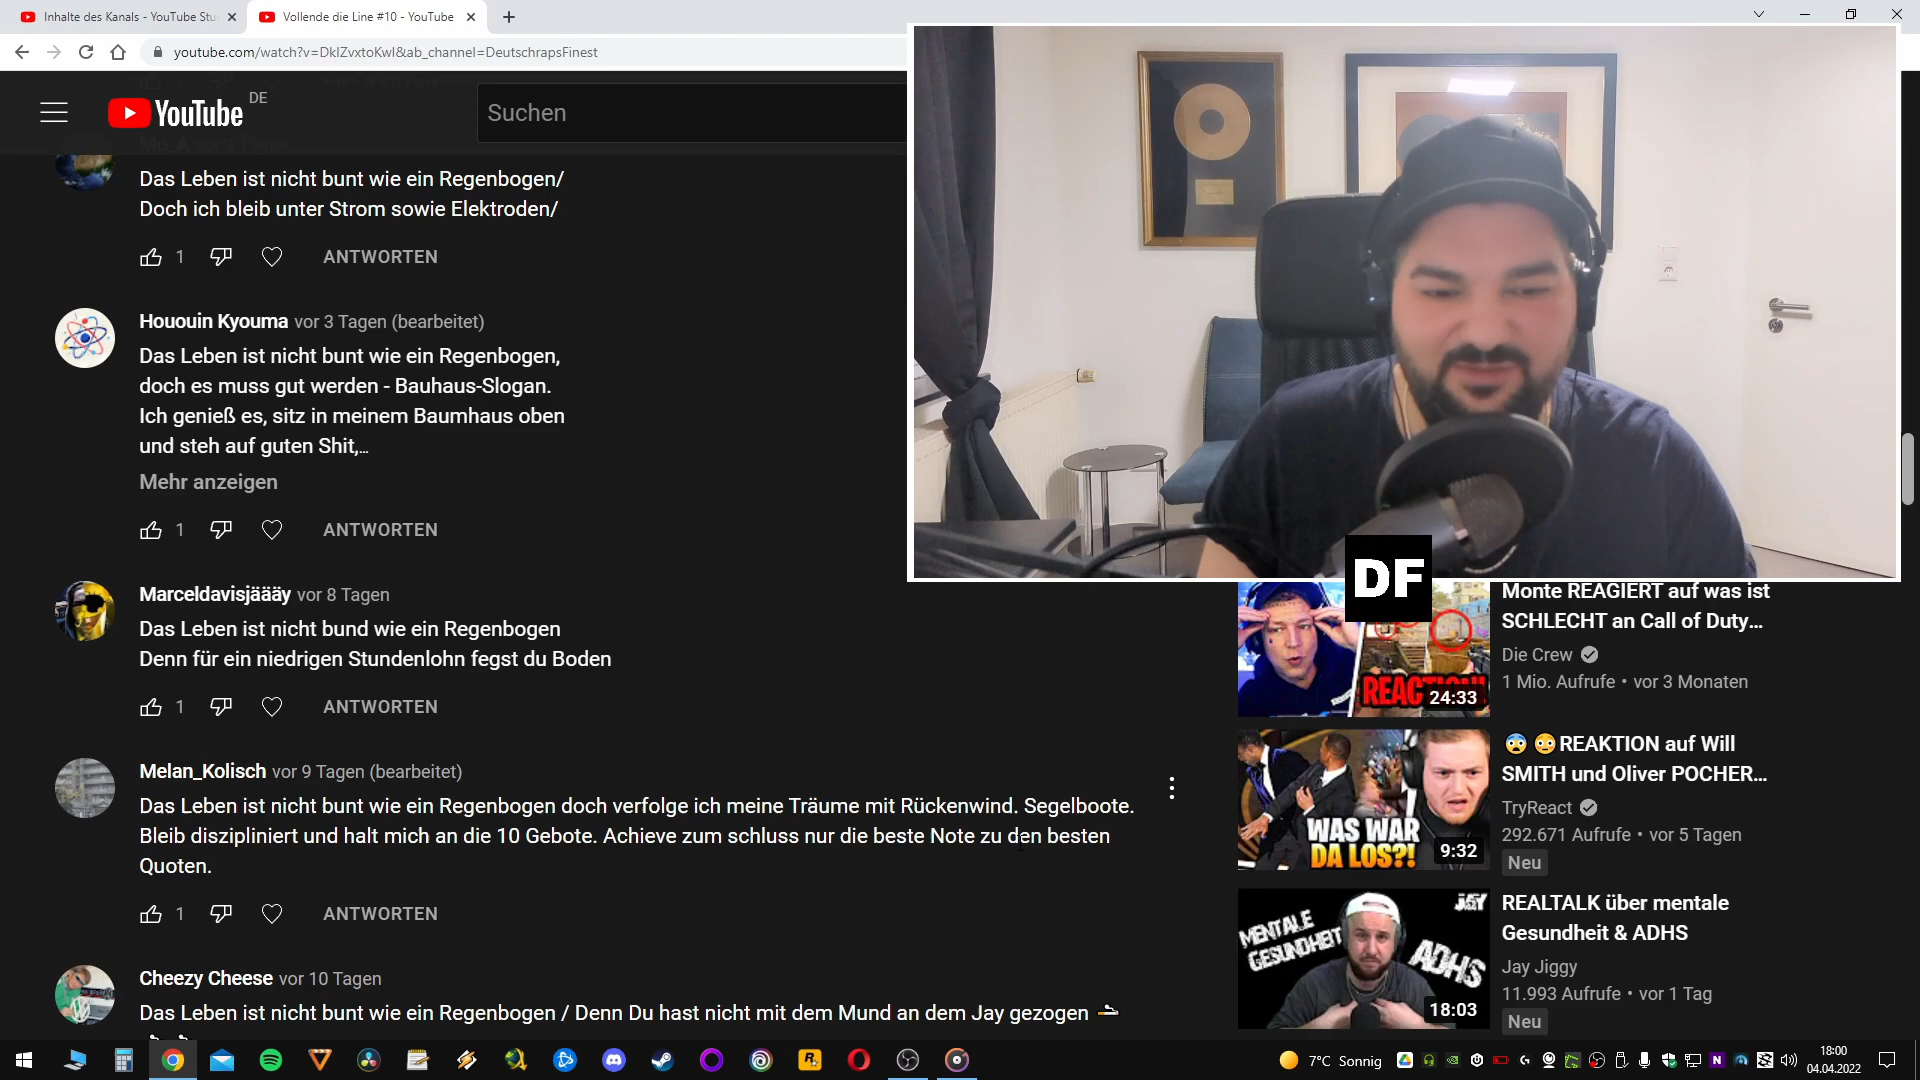 Inhalte des Kanals - YouTube Stu
Vollende die Line #10 - YouTube
youtube.com/watch?v=DkIZvxtoKwI&ab_channel=DeutschrapsFinest
YouTube DE
Suchen
Das Leben ist nicht bunt wie ein Regenbogen/
Doch ich bleib unter Strom sowie Elektroden/
1 ANTWORTEN
Hououin Kyouma vor 3 Tagen (bearbeitet)
Das Leben ist nicht bunt wie ein Regenbogen,
doch es muss gut werden - Bauhaus-Slogan.
Ich genieß es, sitz in meinem Baumhaus oben
und steh auf guten Shit,…
Mehr anzeigen
1 ANTWORTEN
Marceldavisjäääy vor 8 Tagen
Das Leben ist nicht bund wie ein Regenbogen
Denn für ein niedrigen Stundenlohn fegst du Boden
1 ANTWORTEN
Melan_Kolisch vor 9 Tagen (bearbeitet)
Das Leben ist nicht bunt wie ein Regenbogen doch verfolge ich meine Träume mit Rückenwind. Segelboote.
Bleib diszipliniert und halt mich an die 10 Gebote. Achieve zum schluss nur die beste Note zu den besten
Quoten.
1 ANTWORTEN
Cheezy Cheese vor 10 Tagen
Das Leben ist nicht bunt wie ein Regenbogen / Denn Du hast nicht mit dem Mund an dem Jay gezogen
DF
REACTION!
24:33
Monte REAGIERT auf was ist
SCHLECHT an Call of Duty...
Die Crew
1 Mio. Aufrufe • vor 3 Monaten
WAS WAR
DA LOS?!
9:32
😨 😳REAKTION auf Will
SMITH und Oliver POCHER...
TryReact
292.671 Aufrufe • vor 5 Tagen
Neu
MENTALE
GESUNDHEIT
JAY
ADHS
18:03
REALTALK über mentale
Gesundheit & ADHS
Jay Jiggy
11.993 Aufrufe • vor 1 Tag
Neu
7°C Sonnig
18:00
04.04.2022